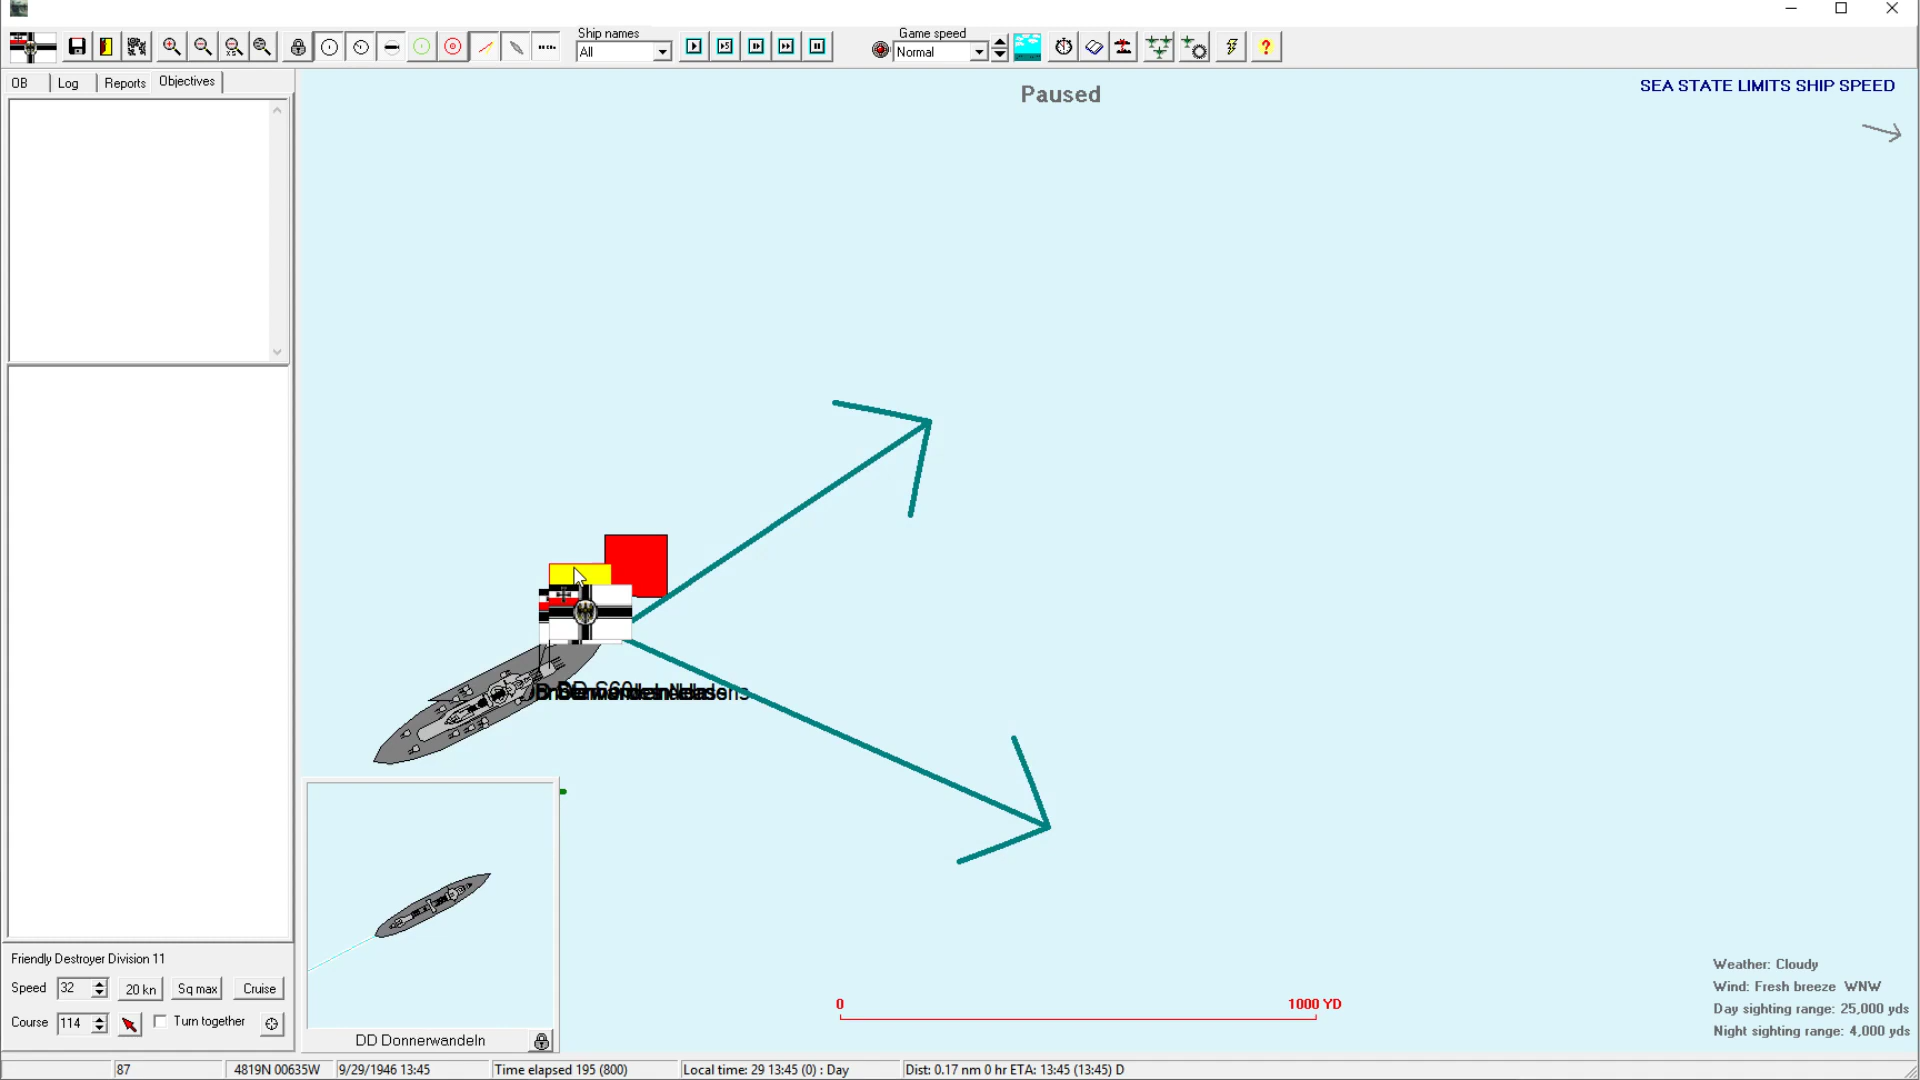 Ship names
All
Game speed
Normal
OB
Log
Reports
Objectives
Paused
SEA STATE LIMITS SHIP SPEED
DD S60
Friendly Destroyer Division 11
Speed
32
20 kn
Sq max
Cruise
Course
114
Turn together
DD Donnerwandeln
0
1000 YD
Weather: Cloudy
Wind: Fresh breeze WNW
Day sighting range: 25,000 yds
Night sighting range: 4,000 yds
87
4819N 00635W
9/29/1946 13:45
Time elapsed 195 (800)
Local time: 29 13:45 (0) : Day
Dist: 0.17 nm 0 hr ETA: 13:45 (13:45) D